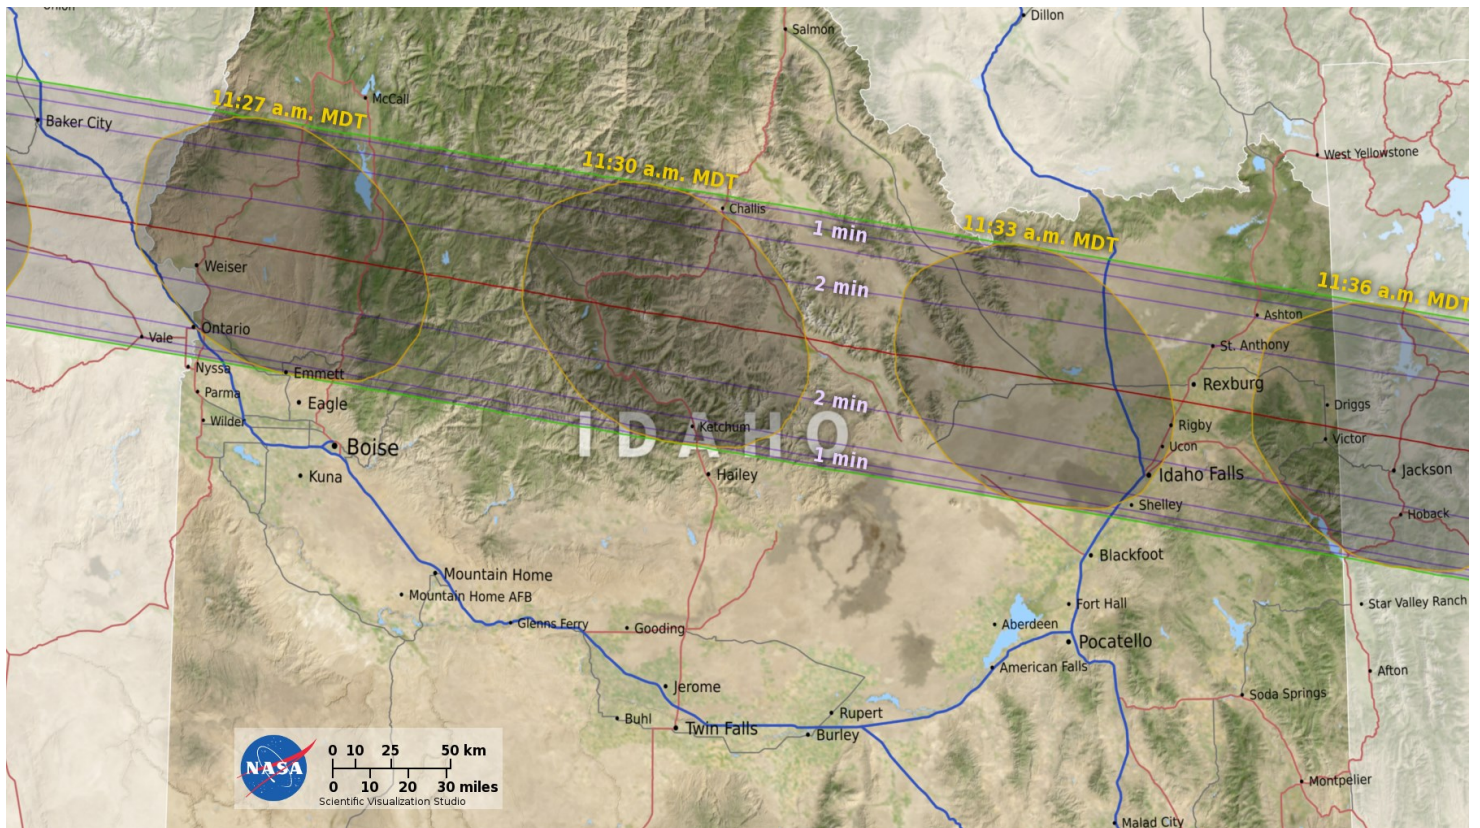 Union
Dillon
Salmon
McCall
11:27 a.m. MDT
Baker City
West Yellowstone
11:30 a.m. MDT
Challis
1 min
11:33 a.m. MDT
Weiser
2 min
11:36 a.m. MDT
Ashton
Ontario
Vale
St. Anthony
Nyssa
Emmett
Rexburg
Parma
Eagle
2 min
Driggs
Wilder
Ketchum
IDAHO
Rigby
Victor
Boise
Ucon
1 min
Kuna
Hailey
Idaho Falls
Jackson
Shelley
Hoback
Blackfoot
Mountain Home
Mountain Home AFB
Fort Hall
Star Valley Ranch
Glenns Ferry
Gooding
Aberdeen
Pocatello
American Falls
Afton
Jerome
Soda Springs
Buhl
Rupert
Twin Falls
Burley
NASA
0 10 25 50 km
0 10 20 30 miles
Scientific Visualization Studio
Montpelier
Malad City